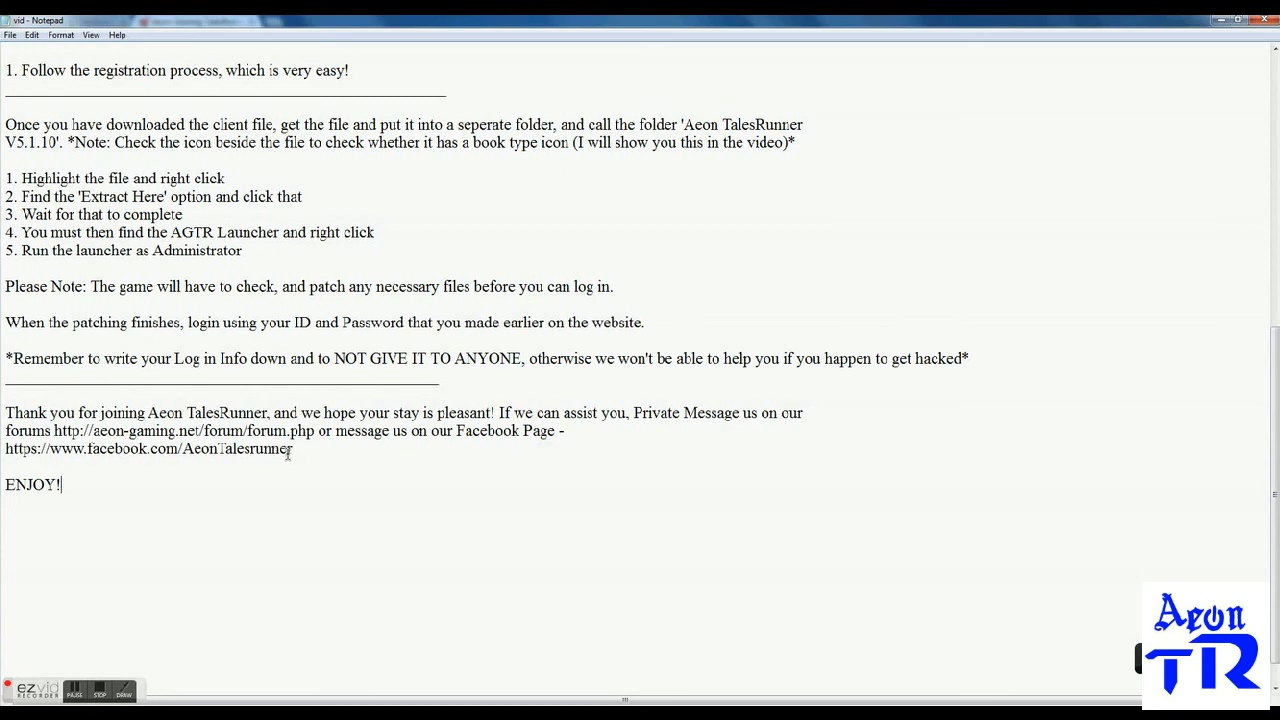 vid - Notepad
File Edit Format View Help
1. Follow the registration process, which is very easy!
Once you have downloaded the client file, get the file and put it into a seperate folder, and call the folder 'Aeon TalesRunner
V5.1.10'. *Note: Check the icon beside the file to check whether it has a book type icon (I will show you this in the video)*
1. Highlight the file and right click
2. Find the 'Extract Here' option and click that
3. Wait for that to complete
4. You must then find the AGTR Launcher and right click
5. Run the launcher as Administrator
Please Note: The game will have to check, and patch any necessary files before you can log in.
When the patching finishes, login using your ID and Password that you made earlier on the website.
*Remember to write your Log in Info down and to NOT GIVE IT TO ANYONE, otherwise we won't be able to help you if you happen to get hacked*
Thank you for joining Aeon TalesRunner, and we hope your stay is pleasant! If we can assist you, Private Message us on our
forums http://aeon-gaming.net/forum/forum.php or message us on our Facebook Page -
https://www.facebook.com/AeonTalesrunner
ENJOY!
Aeon
TR
ezvid
RECORDER
PAUSE STOP DRAW